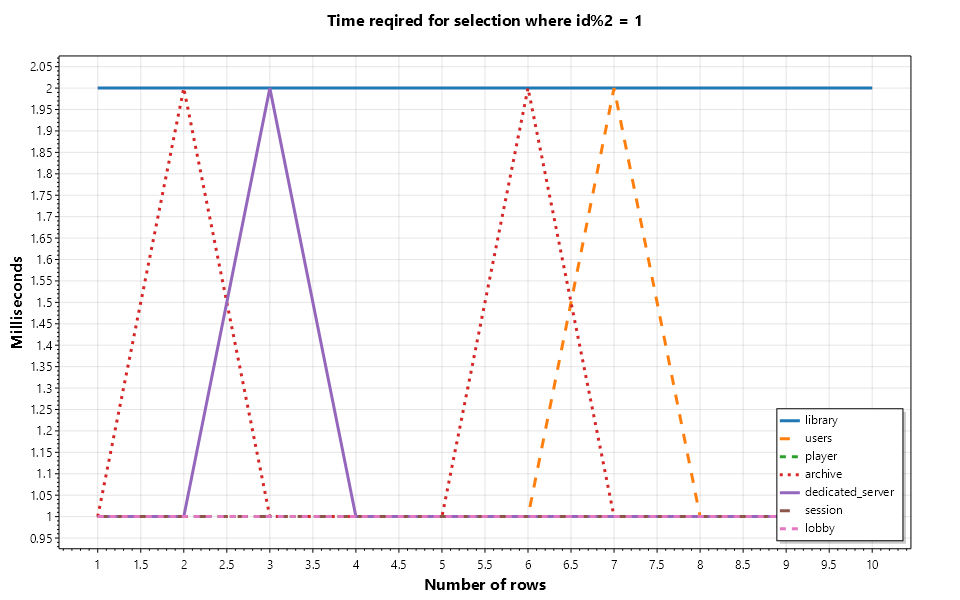 Time reqired for selection where id%2 = 1
Milliseconds
2.05
2
1.95
1.9
1.85
1.8
1.75
1.7
1.65
1.6
1.55
1.5
1.45
1.4
1.35
1.3
1.25
1.2
1.15
1.1
1.05
1
0.95
library
users
player
archive
dedicated_server
session
lobby
1 1.5 2 2.5 3 3.5 4 4.5 5 5.5 6 6.5 7 7.5 8 8.5 9 9.5 10
Number of rows